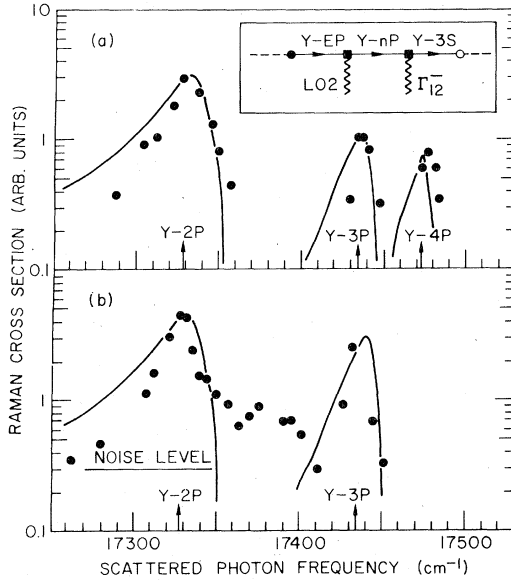 10
(a)
Y-EP Y-nP Y-3S
LO2 Γ₁₂⁻
1
Y-2P
Y-3P
Y-4P
0.1
RAMAN CROSS SECTION (ARB. UNITS)
(b)
1
NOISE LEVEL
Y-2P
Y-3P
0.1
17300 17400 17500
SCATTERED PHOTON FREQUENCY (cm⁻¹)